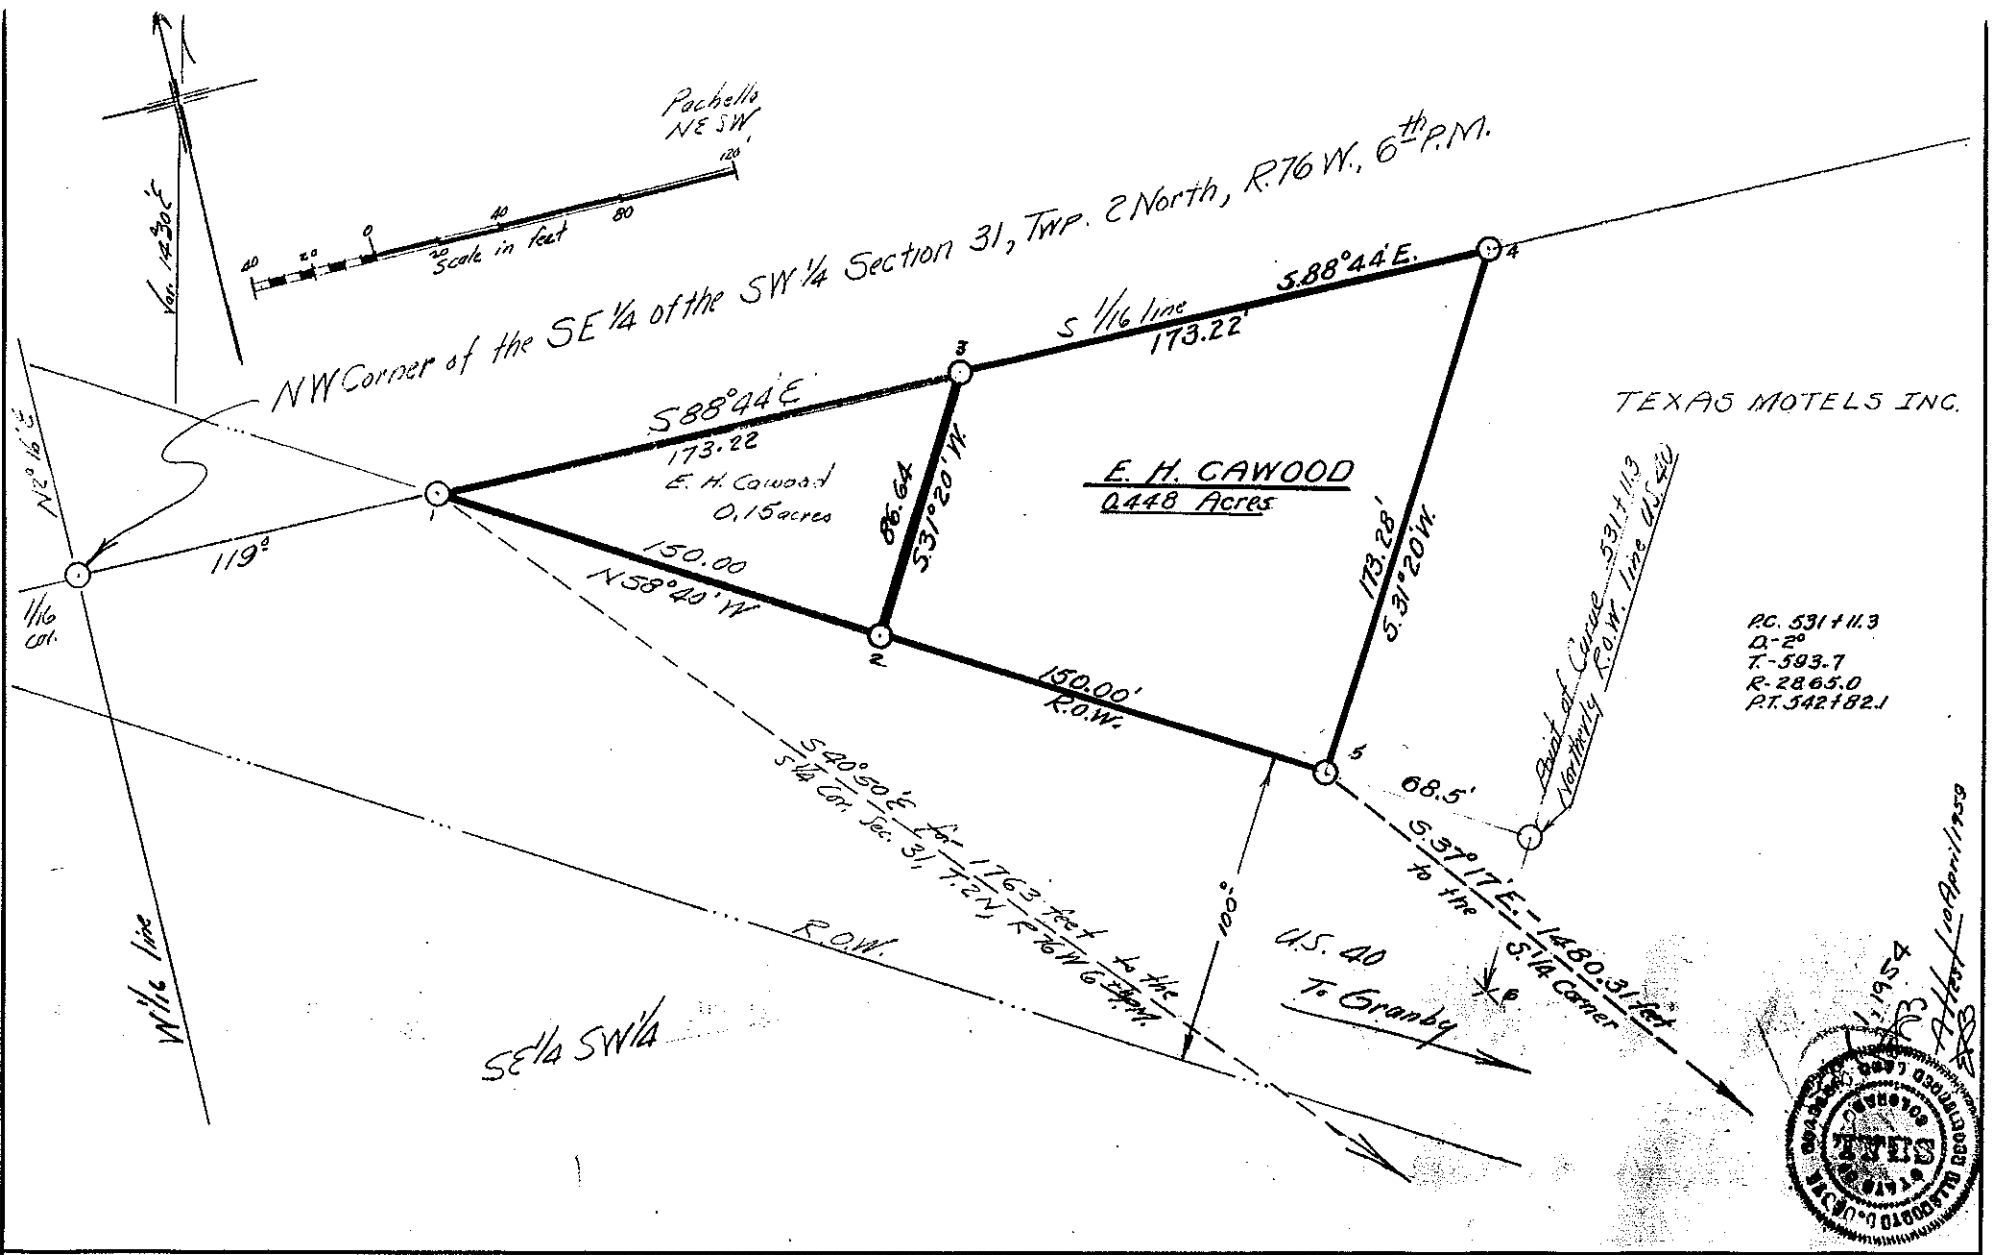 Pachello
NE SW
Var. 14°30'E
40
20
0
20
40
80
120'
Scale in feet
NW Corner of the SE 1/4 of the SW 1/4 Section 31, Twp. 2 North, R.76 W., 6th P.M.
S.88°44'E.
4
S 1/16 line
173.22'
3
S88°44'E
173.22
E. H. Cawood
0.15 acres
86.64
S.31°20'W.
E. H. CAWOOD
0.448 Acres
TEXAS MOTELS INC.
173.28'
S.31°20'W.
Point of Curve 531+11.3
Northerly R.O.W. line U.S. 40
1
119°
150.00
N58°40'W
2
1/16
cor.
P.C. 531+11.3
D.-2°
T.-593.7
R-2865.0
P.T. 542+82.1
150.00'
R.O.W.
5
68.5'
S40°50'E for 1763 feet to the
S 1/4 Cor. Sec. 31, T.2N, R76W 6thP.M.
S.37°17'E.-1480.31 feet
to the S. 1/4 Corner
100°
R.O.W.
U.S. 40
To Granby
W 1/16 line
SE 1/4 SW 1/4
1954
Attest 10 April 1959
SEAL
STATE OF
COLORADO